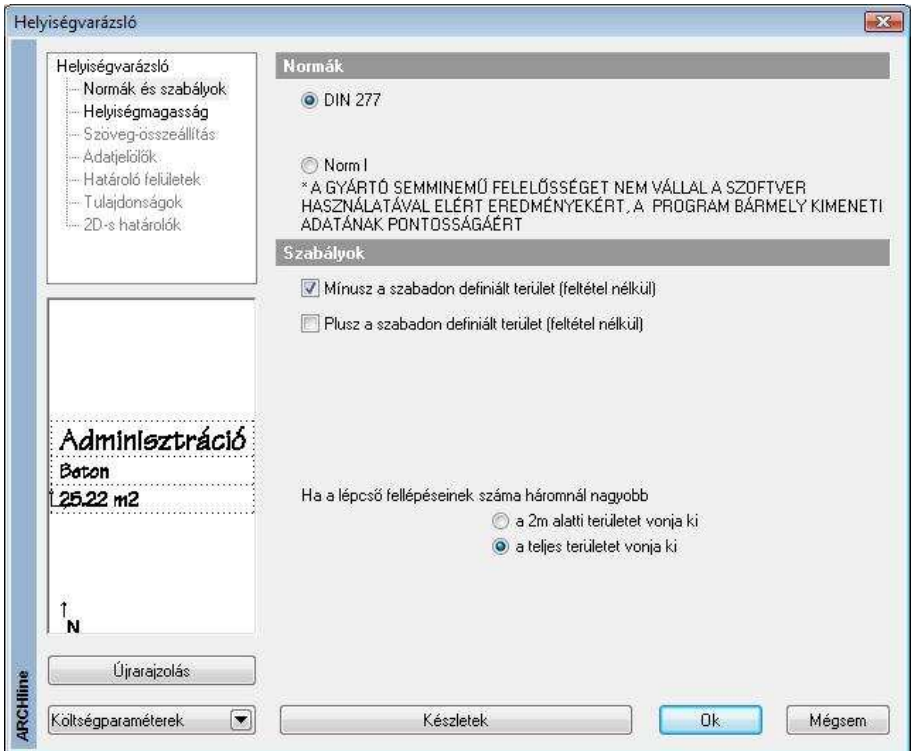 Helyiségvarázsló
Helyiségvarázsló
Normák és szabályok
Helyiségmagasság
Szöveg-összeállítás
Adatjelölők
Határoló felületek
Tulajdonságok
2D-s határolók
Normák
DIN 277
Norm I
* A GYÁRTÓ SEMMINEMŰ FELELŐSSÉGET NEM VÁLLAL A SZOFTVER
HASZNÁLATÁVAL ELÉRT EREDMÉNYEKÉRT, A PROGRAM BÁRMELY KIMENETI
ADATÁNAK PONTOSSÁGÁÉRT
Szabályok
Mínusz a szabadon definiált terület (feltétel nélkül)
Plusz a szabadon definiált terület (feltétel nélkül)
Adminisztráció
Beton
25.22 m2
N
Ha a lépcső fellépéseinek száma háromnál nagyobb
a 2m alatti területet vonja ki
a teljes területet vonja ki
Újrarajzolás
Költségparaméterek
Készletek
Ok
Mégsem
ARCHline